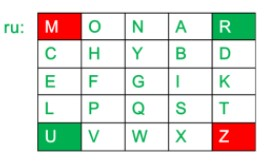 ru: M O N A R
C H Y B D
E F G I K
L P Q S T
U V W X Z